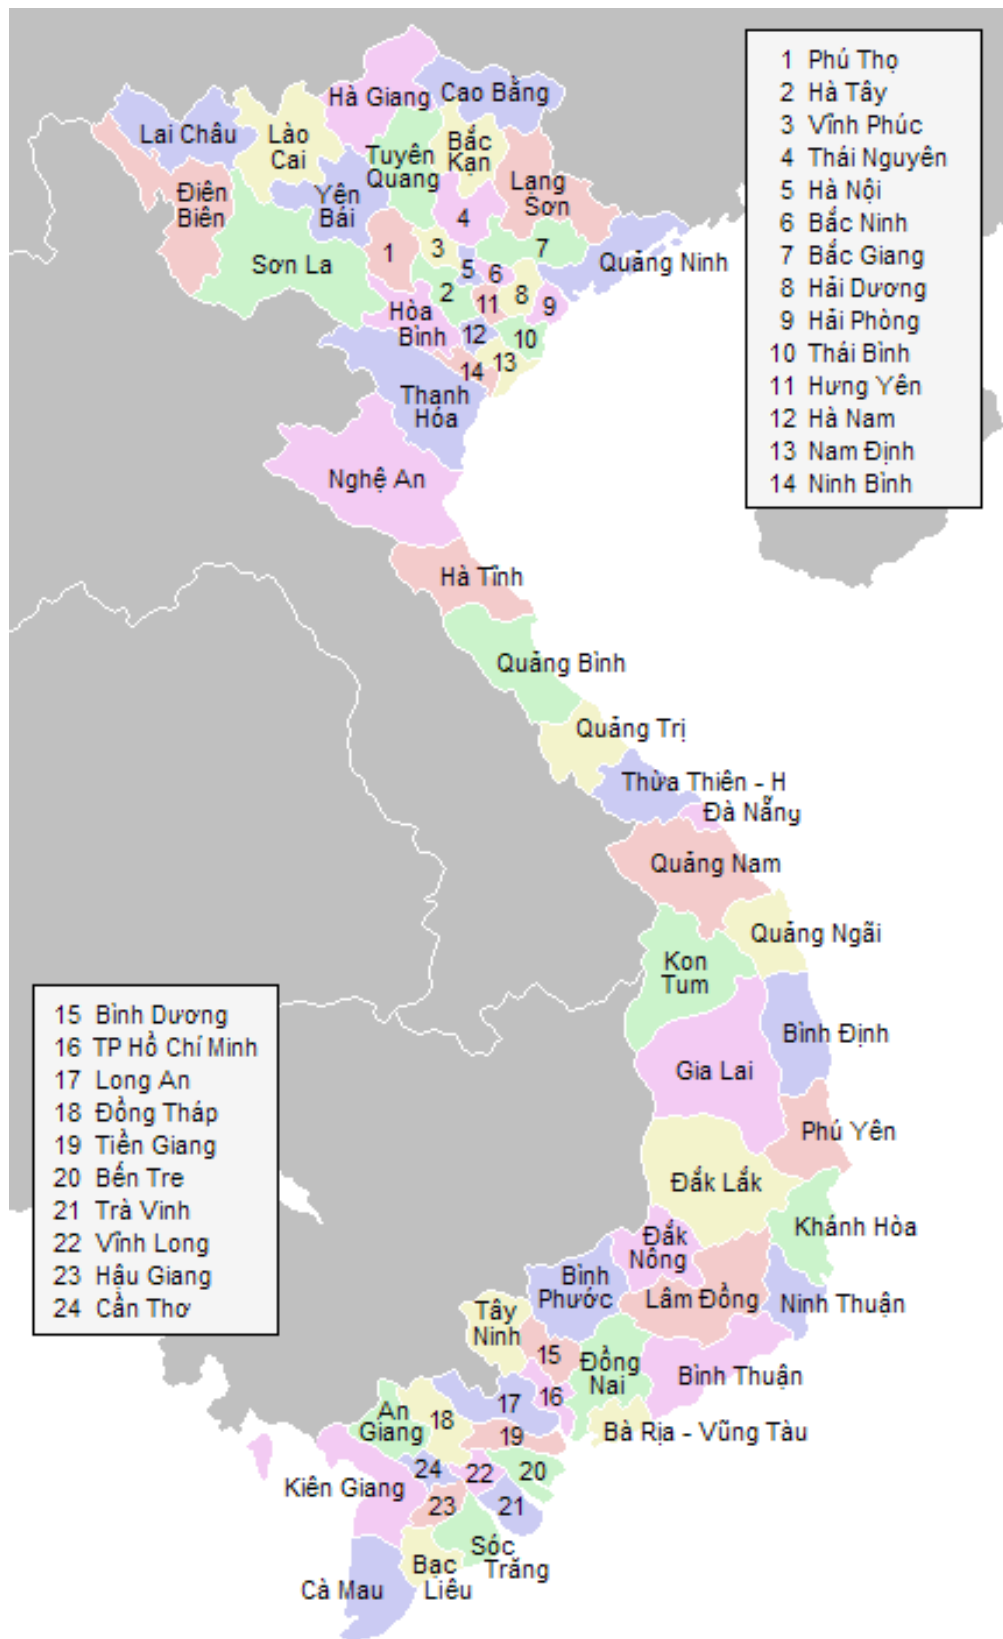 1 Phú Thọ
2 Hà Tây
3 Vĩnh Phúc
4 Thái Nguyên
5 Hà Nội
6 Bắc Ninh
7 Bắc Giang
8 Hải Dương
9 Hải Phòng
10 Thái Bình
11 Hưng Yên
12 Hà Nam
13 Nam Định
14 Ninh Bình
Hà Giang
Cao Bằng
Lai Châu
Lào
Cai
Tuyên
Quang
Bắc
Kạn
Điên
Biên
Yên
Bái
Lạng
Sơn
4
Sơn La
1
3
7
5
6
Quảng Ninh
2
8
9
11
Hòa
Bình
12
10
13
14
Thanh
Hóa
Nghệ An
Hà Tĩnh
Quảng Bình
Quảng Trị
Thừa Thiên - H
Đà Nẵng
Quảng Nam
Quảng Ngãi
Kon
Tum
Bình Định
Gia Lai
Phú Yên
Đắk Lắk
Khánh Hòa
Đắk
Nông
Bình
Phước
Lâm Đồng
Ninh Thuận
Tây
Ninh
15
Đồng
Nai
Bình Thuận
16
17
An
Giang
18
19
Bà Rịa - Vũng Tàu
24
22
20
Kiên Giang
23
21
Sóc
Trăng
Bạc
Liêu
Cà Mau
15 Bình Dương
16 TP Hồ Chí Minh
17 Long An
18 Đồng Tháp
19 Tiền Giang
20 Bến Tre
21 Trà Vinh
22 Vĩnh Long
23 Hậu Giang
24 Cần Thơ